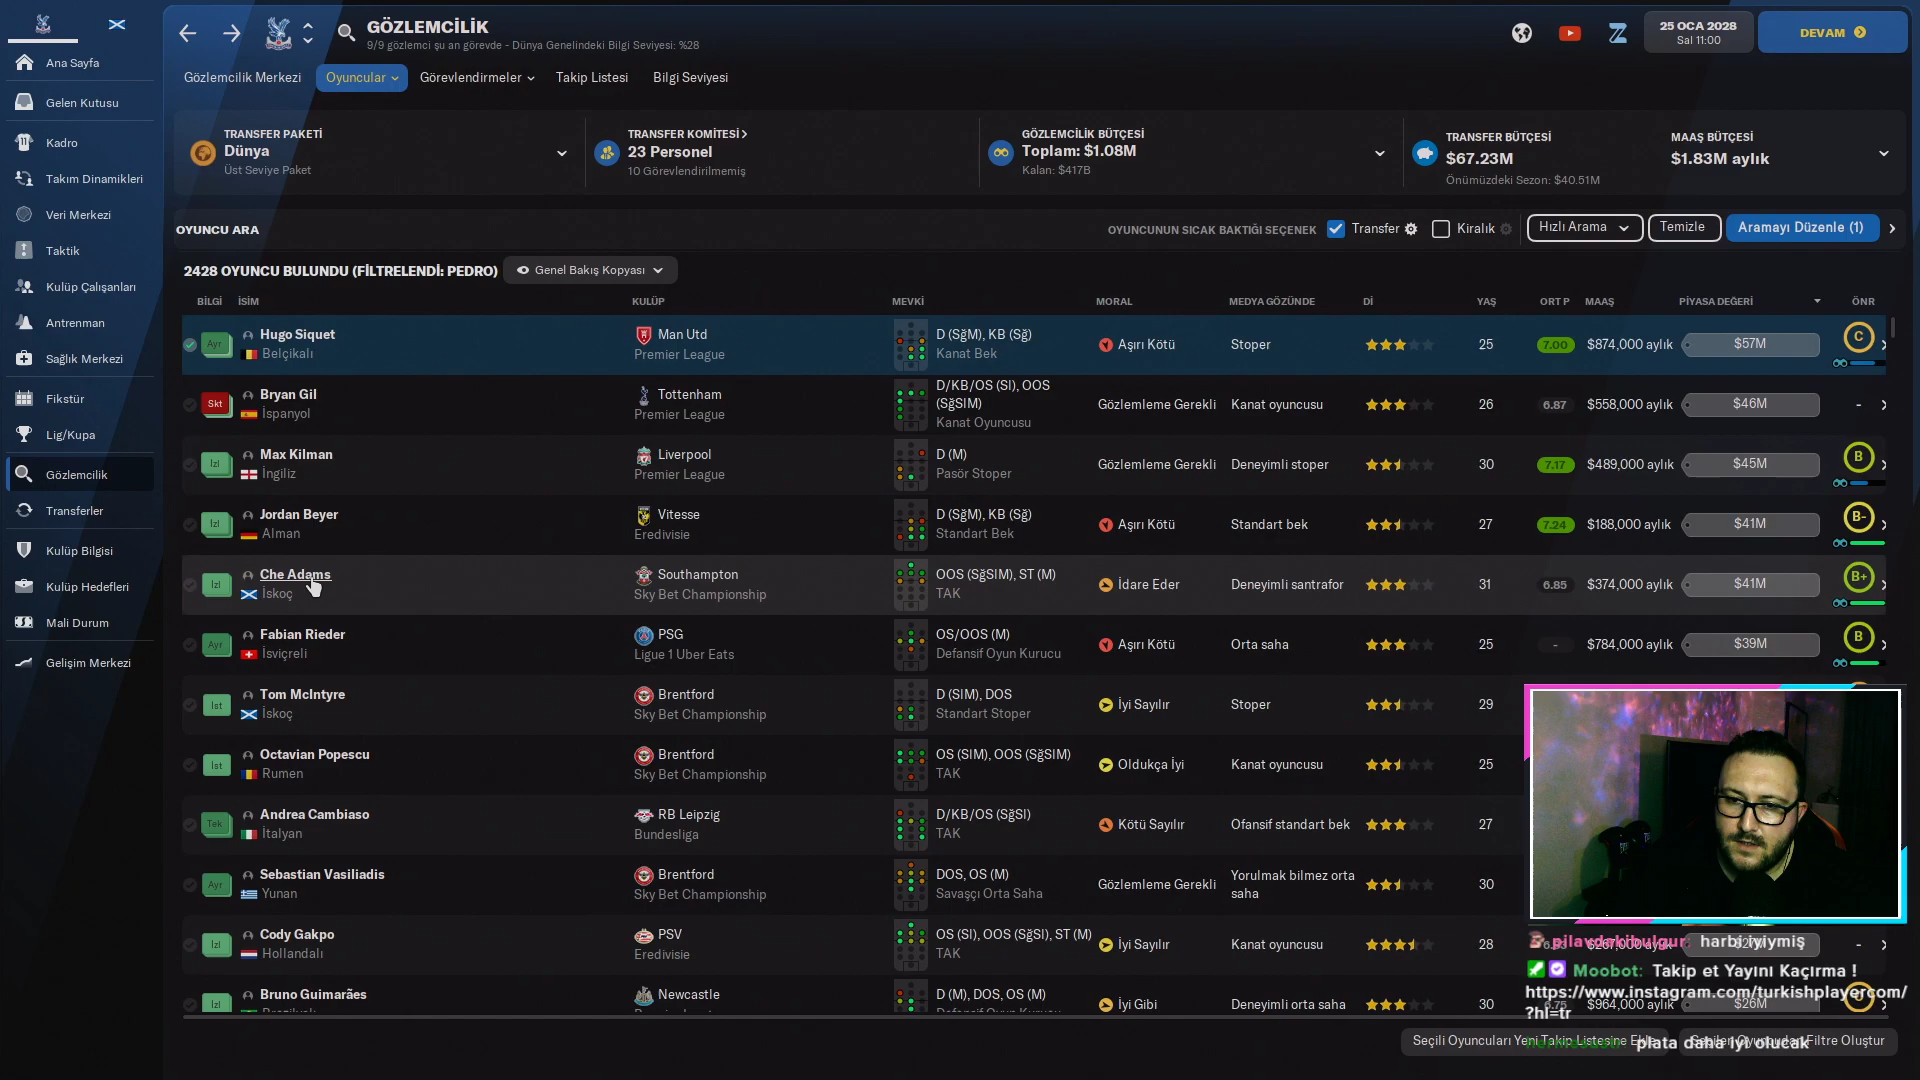 GÖZLEMCİLİK
9/9 gözlemci şu an görevde - Dünya Genelindeki Bilgi Seviyesi: %28
25 OCA 2028
Sal 11:00
DEVAM
Ana Sayfa
Gelen Kutusu
Kadro
Takım Dinamikleri
Veri Merkezi
Taktik
Kulüp Çalışanları
Antrenman
Sağlık Merkezi
Fikstür
Lig/Kupa
Gözlemcilik
Transferler
Kulüp Bilgisi
Kulüp Hedefleri
Mali Durum
Gelişim Merkezi
Gözlemcilik Merkezi Oyuncular Görevlendirmeler Takip Listesi Bilgi Seviyesi
TRANSFER PAKETİ
Dünya
Üst Seviye Paket
TRANSFER KOMİTESİ >
23 Personel
10 Görevlendirilmemiş
GÖZLEMCİLİK BÜTÇESİ
Toplam: $1.08M
Kalan: $417B
TRANSFER BÜTÇESİ
$67.23M
Önümüzdeki Sezon: $40.51M
MAAŞ BÜTÇESİ
$1.83M aylık
OYUNCU ARA
OYUNCUNUN SICAK BAKTIĞI SEÇENEK Transfer Kiralık Hızlı Arama Temizle Aramayı Düzenle (1)
2428 OYUNCU BULUNDU (FİLTRELENDİ: PEDRO) Genel Bakış Kopyası
BİLGİ İSİM KULÜP MEVKİ MORAL MEDYA GÖZÜNDE Dİ YAŞ ORT P MAAŞ PİYASA DEĞERİ ÖNR
Ayr Hugo Siquet Man Utd D (SğM), KB (Sğ) Aşırı Kötü Stoper 25 7.00 $874,000 aylık $57M C
Belçikalı Premier League Kanat Bek
Skt Bryan Gil Tottenham D/KB/OS (Sl), OOS (SğSlM) Gözlemleme Gerekli Kanat oyuncusu 26 6.87 $558,000 aylık $46M -
İspanyol Premier League Kanat Oyuncusu
İzl Max Kilman Liverpool D (M) Gözlemleme Gerekli Deneyimli stoper 30 7.17 $489,000 aylık $45M B
İngiliz Premier League Pasör Stoper
İzl Jordan Beyer Vitesse D (SğM), KB (Sğ) Aşırı Kötü Standart bek 27 7.24 $188,000 aylık $41M B-
Alman Eredivisie Standart Bek
İzl Che Adams Southampton OOS (SğSlM), ST (M) İdare Eder Deneyimli santrafor 31 6.85 $374,000 aylık $41M B+
İskoç Sky Bet Championship TAK
Ayr Fabian Rieder PSG OS/OOS (M) Aşırı Kötü Orta saha 25 - $784,000 aylık $39M B
İsviçreli Ligue 1 Uber Eats Defansif Oyun Kurucu
İst Tom McIntyre Brentford D (SlM), DOS İyi Sayılır Stoper 29
İskoç Sky Bet Championship Standart Stoper
İst Octavian Popescu Brentford OS (SlM), OOS (SğSlM) Oldukça İyi Kanat oyuncusu 25
Rumen Sky Bet Championship TAK
Tek Andrea Cambiaso RB Leipzig D/KB/OS (SğSl) Kötü Sayılır Ofansif standart bek 27
İtalyan Bundesliga TAK
Ayr Sebastian Vasiliadis Brentford DOS, OS (M) Gözlemleme Gerekli Yorulmak bilmez orta saha 30
Yunan Sky Bet Championship Savaşçı Orta Saha
İzl Cody Gakpo PSV OS (Sl), OOS (SğSl), ST (M) İyi Sayılır Kanat oyuncusu 28 -
Hollandalı Eredivisie TAK
İzl Bruno Guimarães Newcastle D (M), DOS, OS (M) İyi Gibi Deneyimli orta saha 30 6.75 $964,000 aylık $26M
pilavdakibulgur: harbi iyiymiş
Moobot: Takip et Yayını Kaçırma !
https://www.instagram.com/turkishplayercom/
?hl=tr
plata daha iyi olucak
Seçili Oyuncuları Yeni Takip Listesine Ekle
Filtre Oluştur